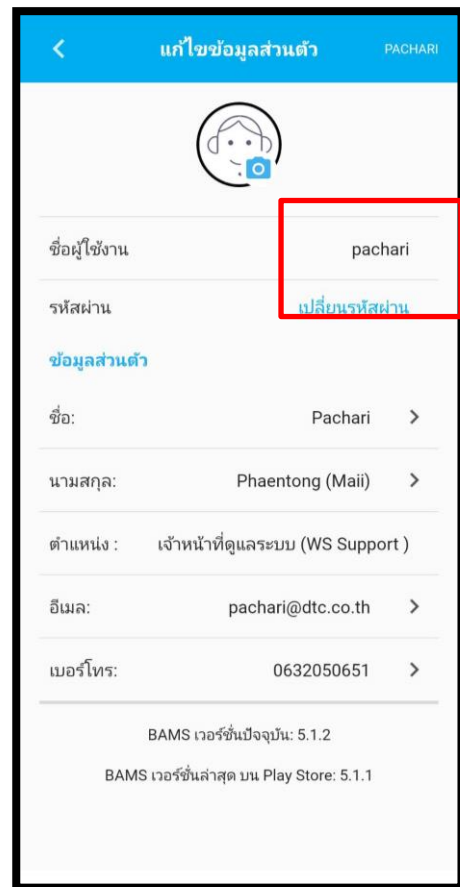 แก้ไขข้อมูลส่วนตัว PACHARI
ชื่อผู้ใช้งาน pachari
รหัสผ่าน เปลี่ยนรหัสผ่าน
ข้อมูลส่วนตัว
ชื่อ: Pachari
นามสกุล: Phaentong (Maii)
ตำแหน่ง : เจ้าหน้าที่ดูแลระบบ (WS Support )
อีเมล: pachari@dtc.co.th
เบอร์โทร: 0632050651
BAMS เวอร์ชั่นปัจจุบัน: 5.1.2
BAMS เวอร์ชั่นล่าสุด บน Play Store: 5.1.1